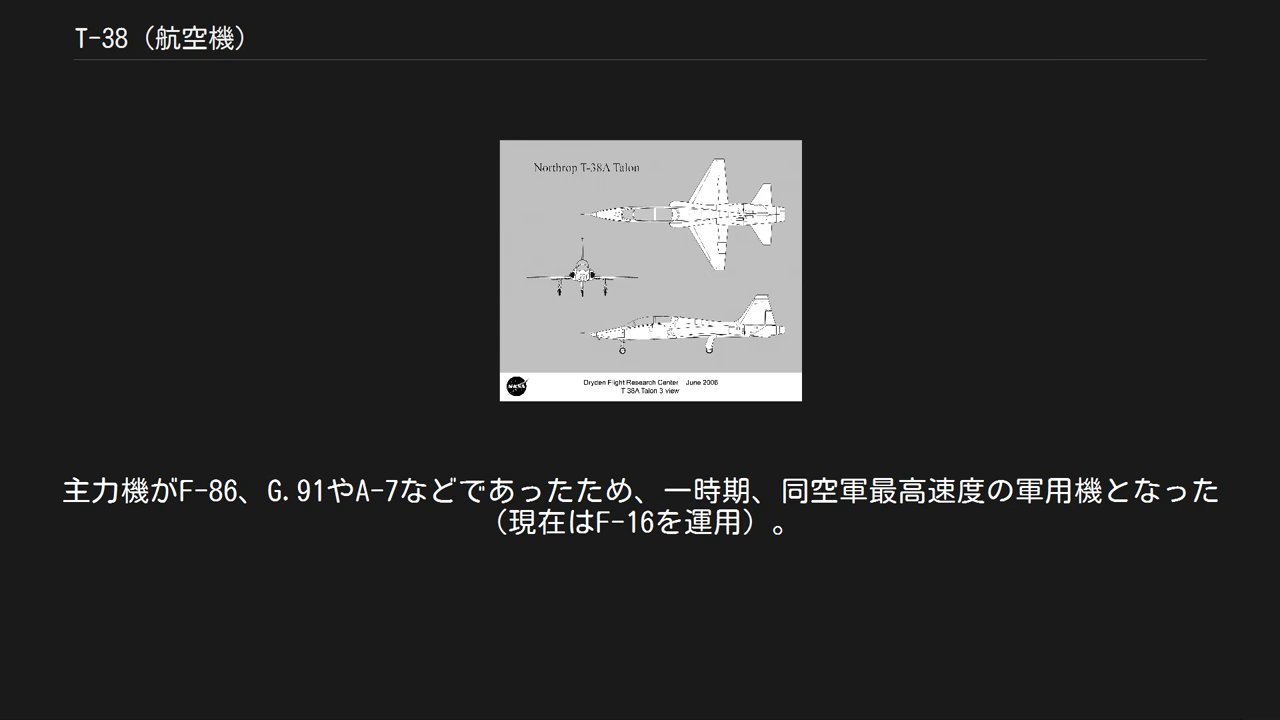 T-38（航空機）
Northrop T-38A Talon
NASA
Dryden Flight Research Center June 2006
T 38A Talon 3 view
主力機がF-86、G.91やA-7などであったため、一時期、同空軍最高速度の軍用機となった
（現在はF-16を運用）。